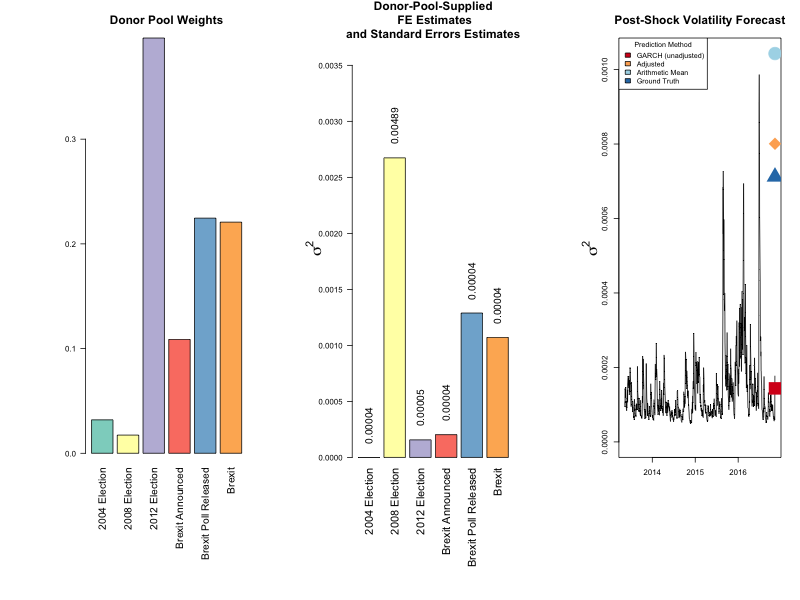 Donor Pool Weights
0.3
0.2
0.1
0.0
2004 Election
2008 Election
2012 Election
Brexit Announced
Brexit Poll Released
Brexit
Donor-Pool-Supplied
FE Estimates
and Standard Errors Estimates
σ2
0.0035
0.0030
0.0025
0.0020
0.0015
0.0010
0.0005
0.0000
0.00004
0.00489
0.00005
0.00004
0.00004
0.00004
2004 Election
2008 Election
2012 Election
Brexit Announced
Brexit Poll Released
Brexit
Post-Shock Volatility Forecast
σ2
0.0010
0.0008
0.0006
0.0004
0.0002
0.0000
Prediction Method
GARCH (unadjusted)
Adjusted
Arithmetic Mean
Ground Truth
2014 2015 2016